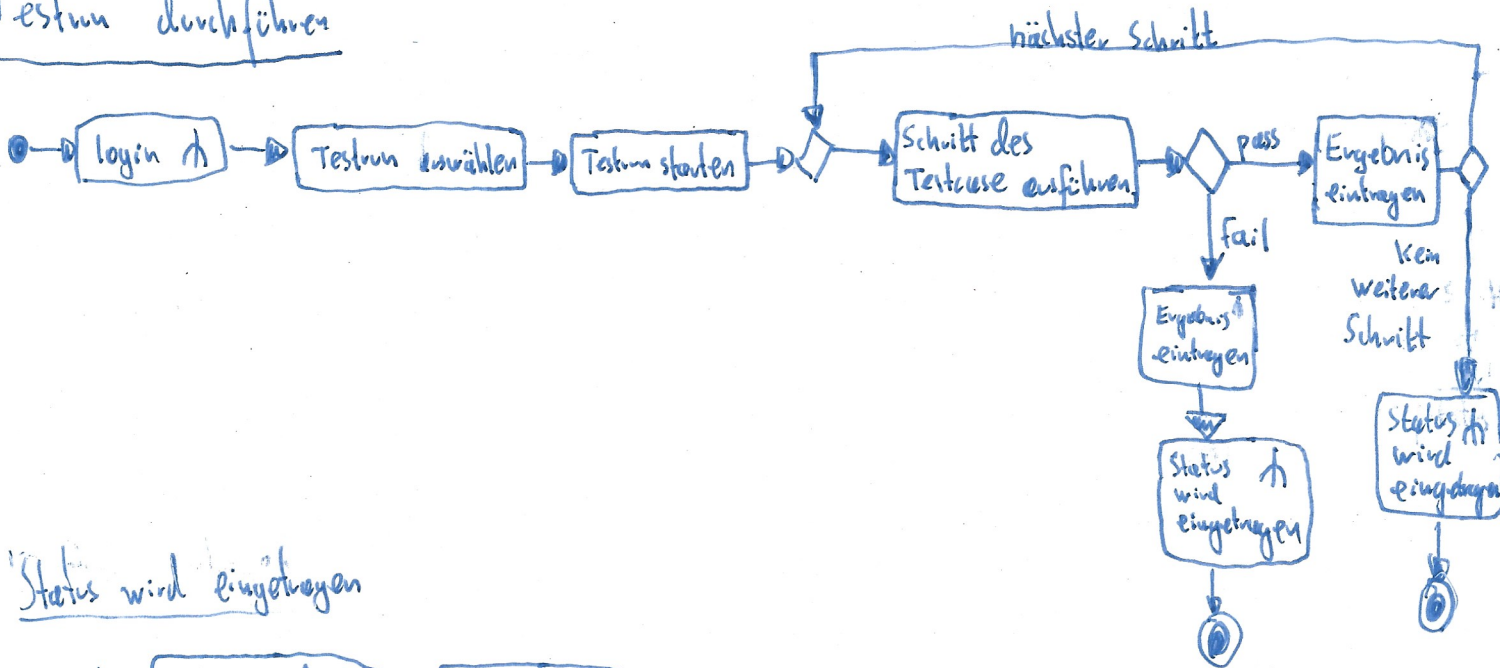 Testrun durchführen
nächster Schritt
login
Testrun auswählen
Testrun starten
Schritt des
Testcase ausführen
pass
Ergebnis
eintragen
fail
kein
weiterer
Schritt
Ergebnis
eintragen
Status
wird
eingetragen
Status
wird
eingetragen
Status wird eingetragen